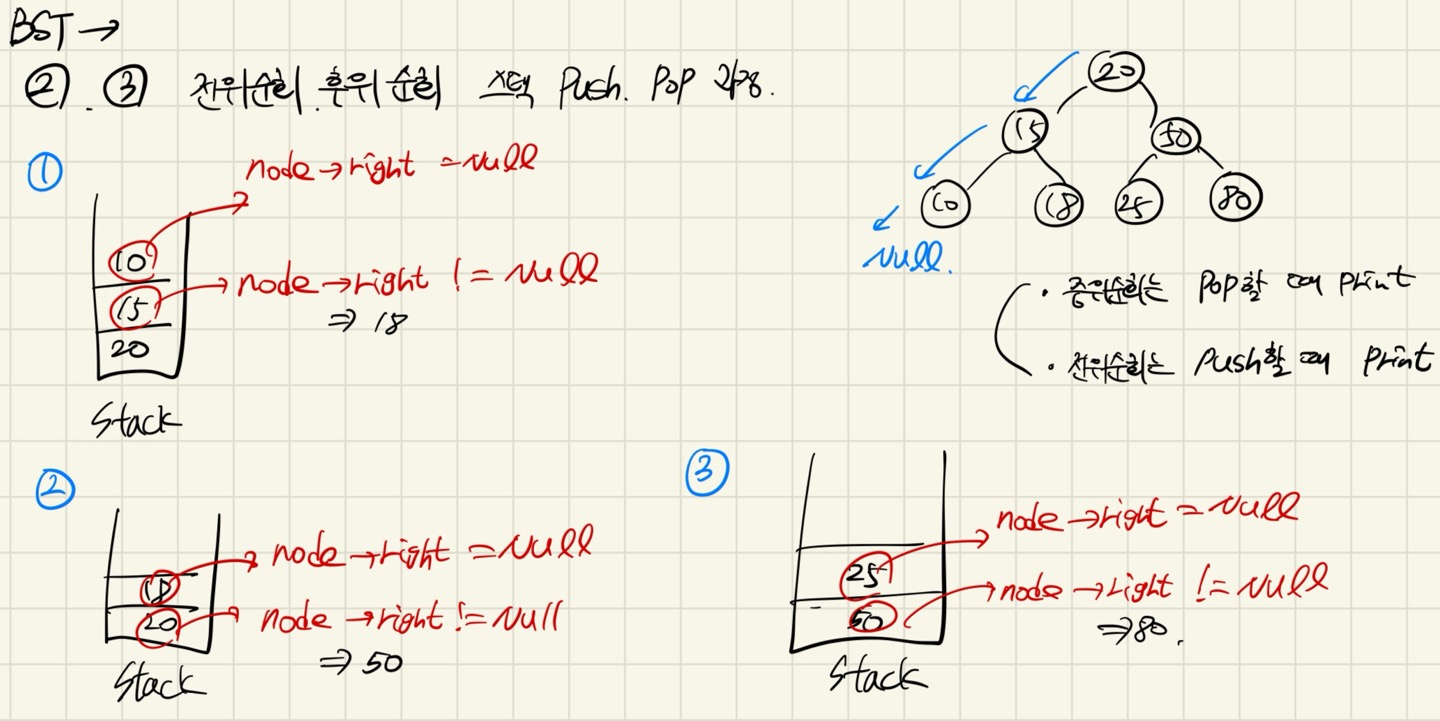 BST →
②. ③ 전위순회 후위 순회 스택 Push. Pop
20
15
50
10
18
25
80
Null.
①
node→right = Null
10
15
20
node→right != Null
⇒ 18
Stack
· 중위순회는 Pop할 때 print
· 전위순회는 Push할 때 Print
②
18
20
node→right = Null
node→right != Null
⇒ 50
Stack
③
25
50
node→right = Null
node→right != Null
⇒ 80.
Stack